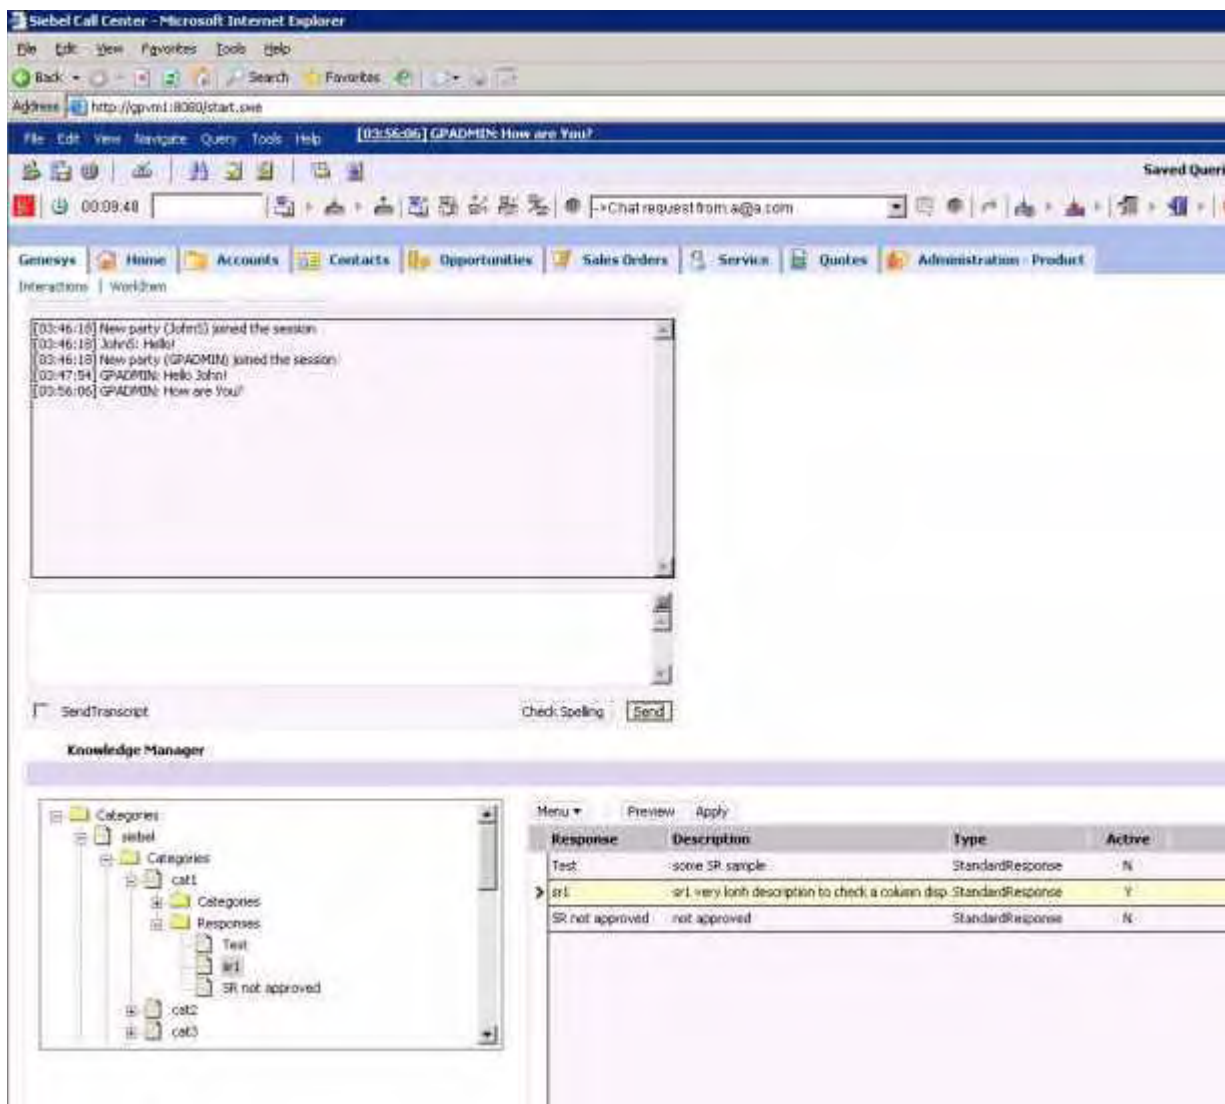 Siebel Call Center - Microsoft Internet Explorer
File Edit View Favorites Tools Help
Back Search Favorites
Address http://gpvm1:8080/start.swe
File Edit View Navigate Query Tools Help [03:56:06] GPADMIN: How are You?
Saved Queri
00:09:48 ->Chat request from a@a.com
Genesys Home Accounts Contacts Opportunities Sales Orders Service Quotes Administration - Product
Interactions | WorkItem
[03:46:18] New party (JohnS) joined the session
[03:46:18] JohnS: Hello!
[03:46:18] New party (GPADMIN) joined the session
[03:47:54] GPADMIN: Hello John!
[03:56:06] GPADMIN: How are You?
SendTranscript Check Spelling Send
Knowledge Manager
Categories
siebel
Categories
cat1
Categories
Responses
Test
sr1
SR not approved
cat2
cat3
Menu Preview Apply
Response Description Type Active
Test some SR sample StandardResponse N
sr1 sr1 very lonh description to check a column disp StandardResponse Y
SR not approved not approved StandardResponse N